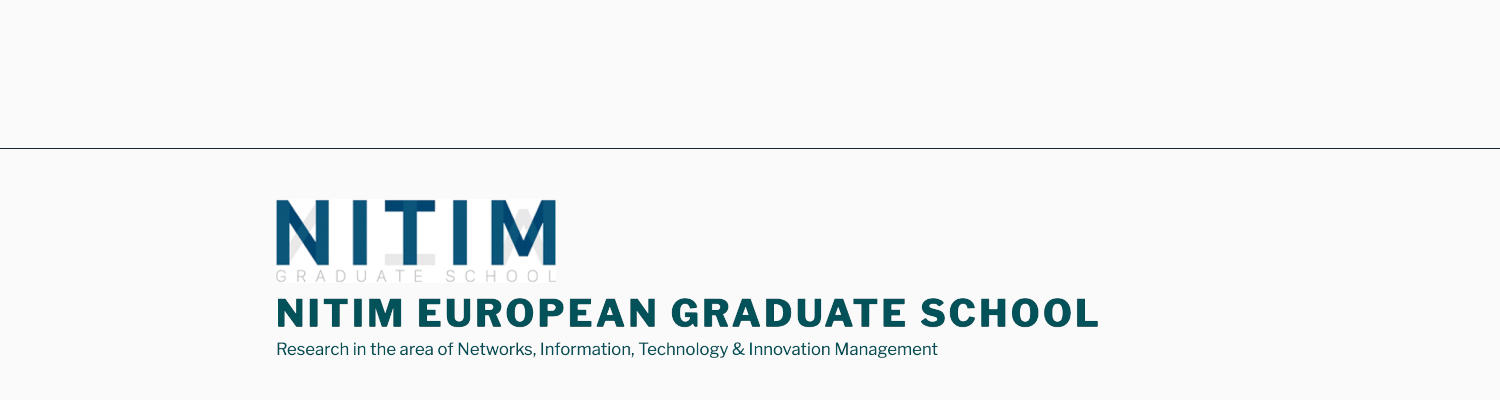 NITIM
GRADUATE SCHOOL
NITIM EUROPEAN GRADUATE SCHOOL
Research in the area of Networks, Information, Technology & Innovation Management